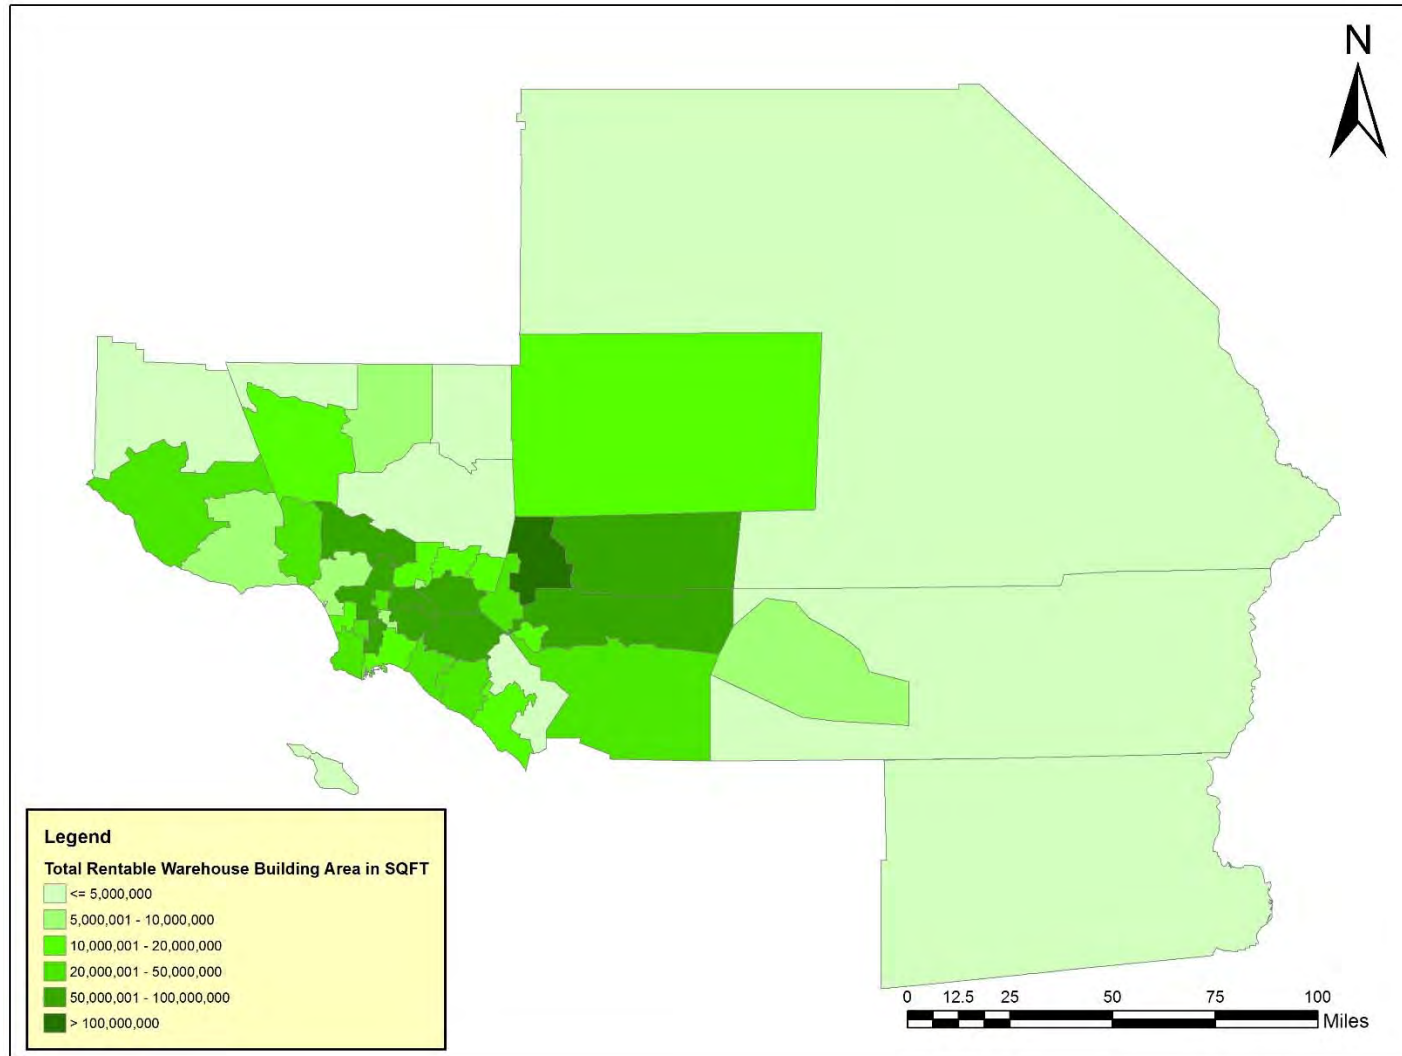 N
Legend
Total Rentable Warehouse Building Area in SQFT
<= 5,000,000
5,000,001 - 10,000,000
10,000,001 - 20,000,000
20,000,001 - 50,000,000
50,000,001 - 100,000,000
> 100,000,000
0 12.5 25 50 75 100
Miles